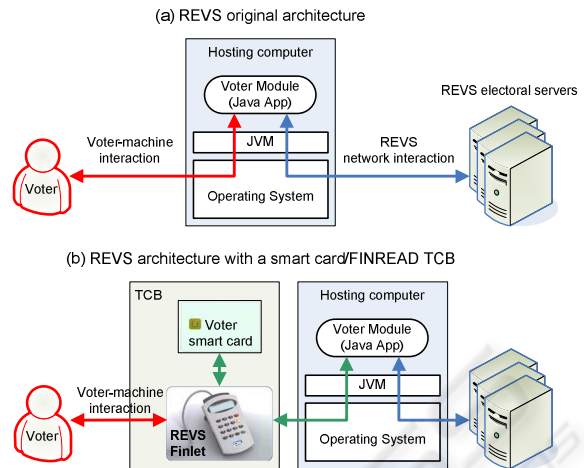 (a) REVS original architecture
Hosting computer
Voter Module
(Java App)
REVS electoral servers
Voter-machine
interaction
JVM
REVS
network interaction
Voter
Operating System
(b) REVS architecture with a smart card/FINREAD TCB
TCB
Hosting computer
Voter
smart card
Voter Module
(Java App)
Voter-machine
interaction
JVM
REVS
Finlet
Voter
Operating System